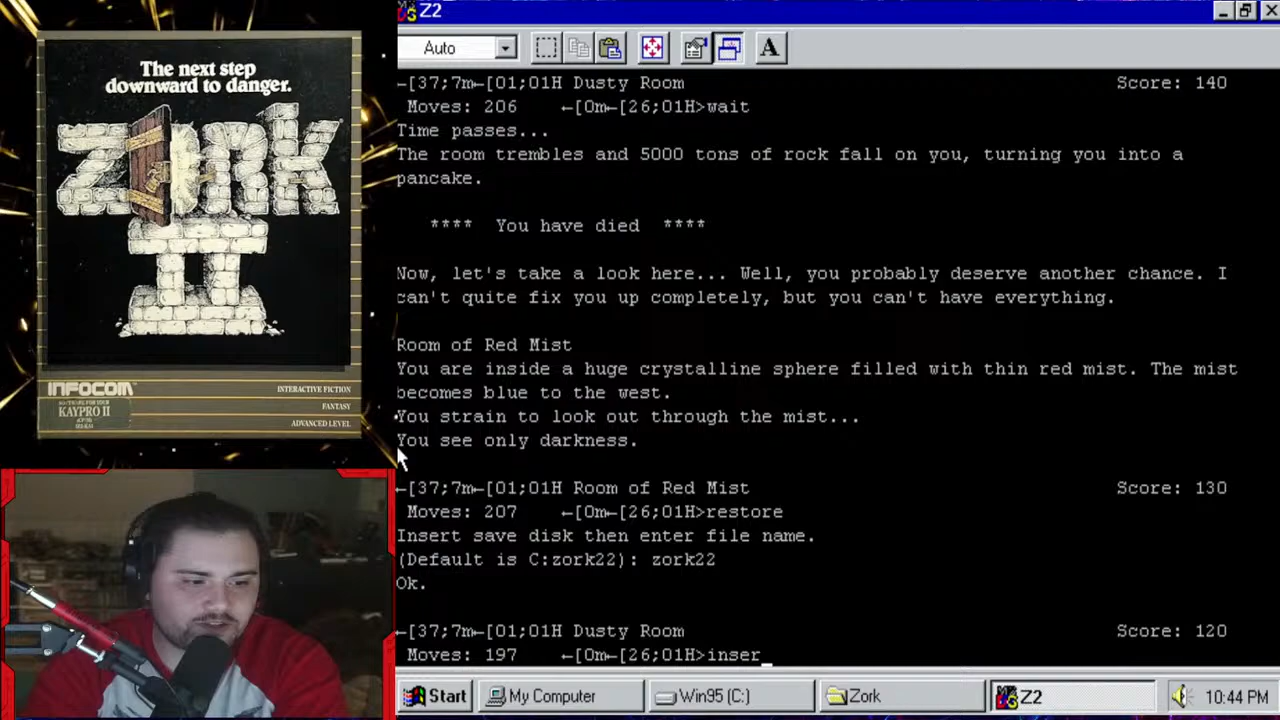 The next step
downward to danger.
ZORK
II
INFOCOM
INTERACTIVE FICTION
KAYPRO II
FANTASY
ADVANCED LEVEL
Z2
Auto
A
←[37;7m←[01;01H Dusty Room Score: 140
Moves: 206 ←[0m←[26;01H>wait
Time passes...
The room trembles and 5000 tons of rock fall on you, turning you into a
pancake.
**** You have died ****
Now, let's take a look here... Well, you probably deserve another chance. I
can't quite fix you up completely, but you can't have everything.
Room of Red Mist
You are inside a huge crystalline sphere filled with thin red mist. The mist
becomes blue to the west.
You strain to look out through the mist...
You see only darkness.
←[37;7m←[01;01H Room of Red Mist Score: 130
Moves: 207 ←[0m←[26;01H>restore
Insert save disk then enter file name.
(Default is C:zork22): zork22
Ok.
←[37;7m←[01;01H Dusty Room Score: 120
Moves: 197 ←[0m←[26;01H>inser_
Start My Computer Win95 (C:) Zork Z2 10:44 PM